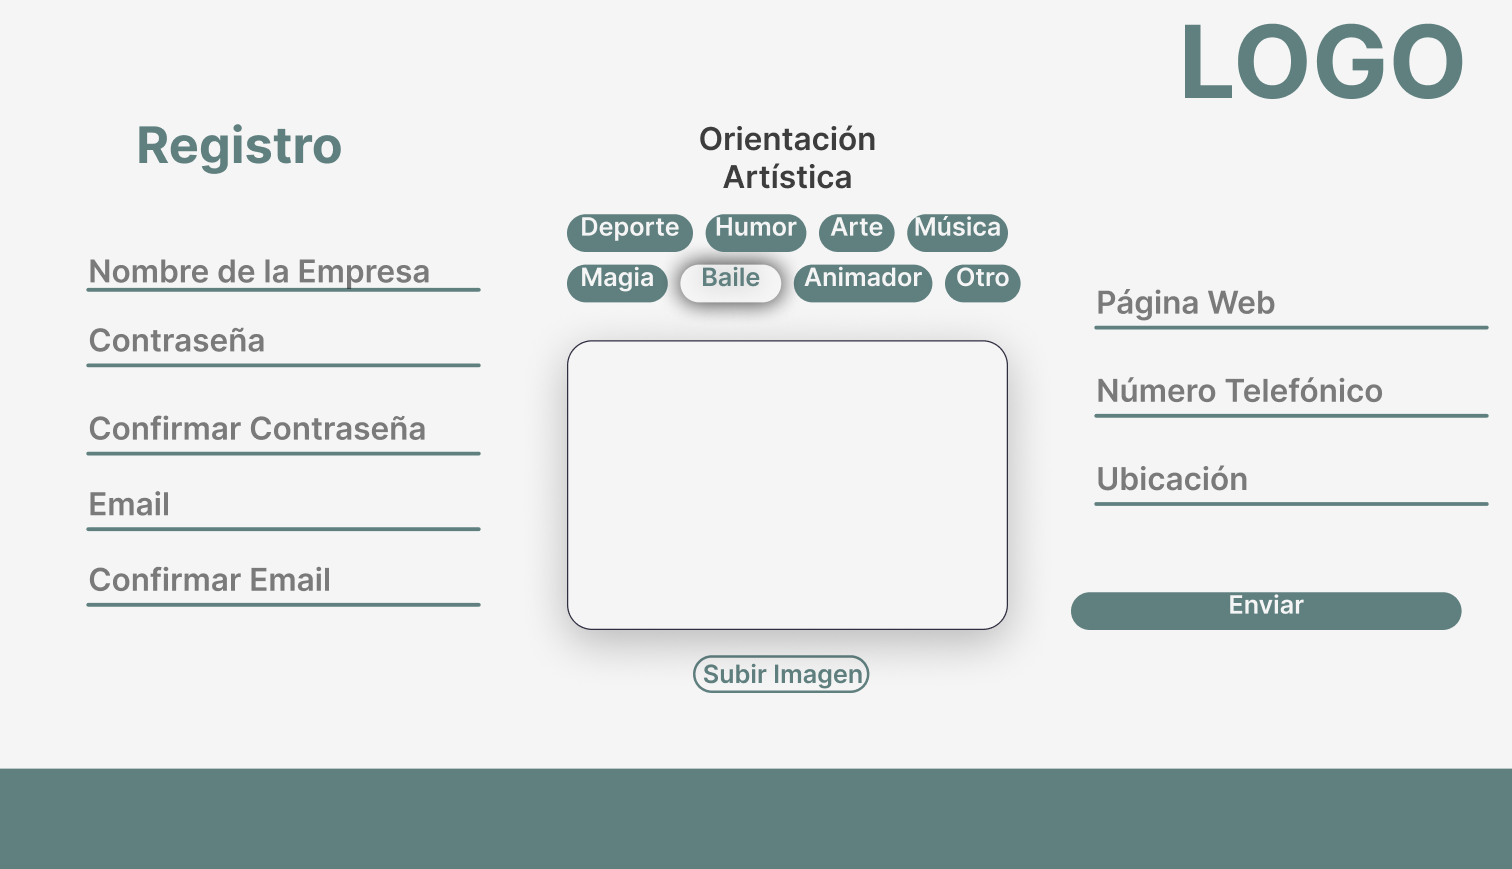 LOGO
Registro
Nombre de la Empresa
Contraseña
Confirmar Contraseña
Email
Confirmar Email
Orientación
Artística
Deporte Humor Arte Música
Magia Baile Animador Otro
Subir Imagen
Página Web
Número Telefónico
Ubicación
Enviar